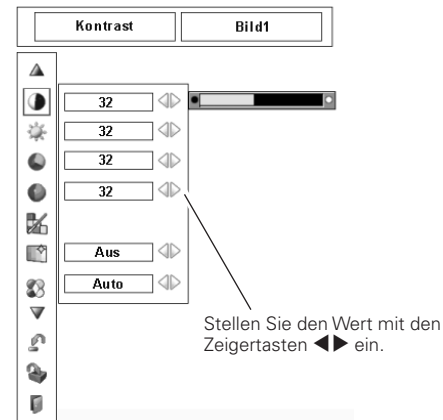 Kontrast
Bild1
32
32
32
32
Aus
Auto
Stellen Sie den Wert mit den
Zeigertasten ◀▶ ein.